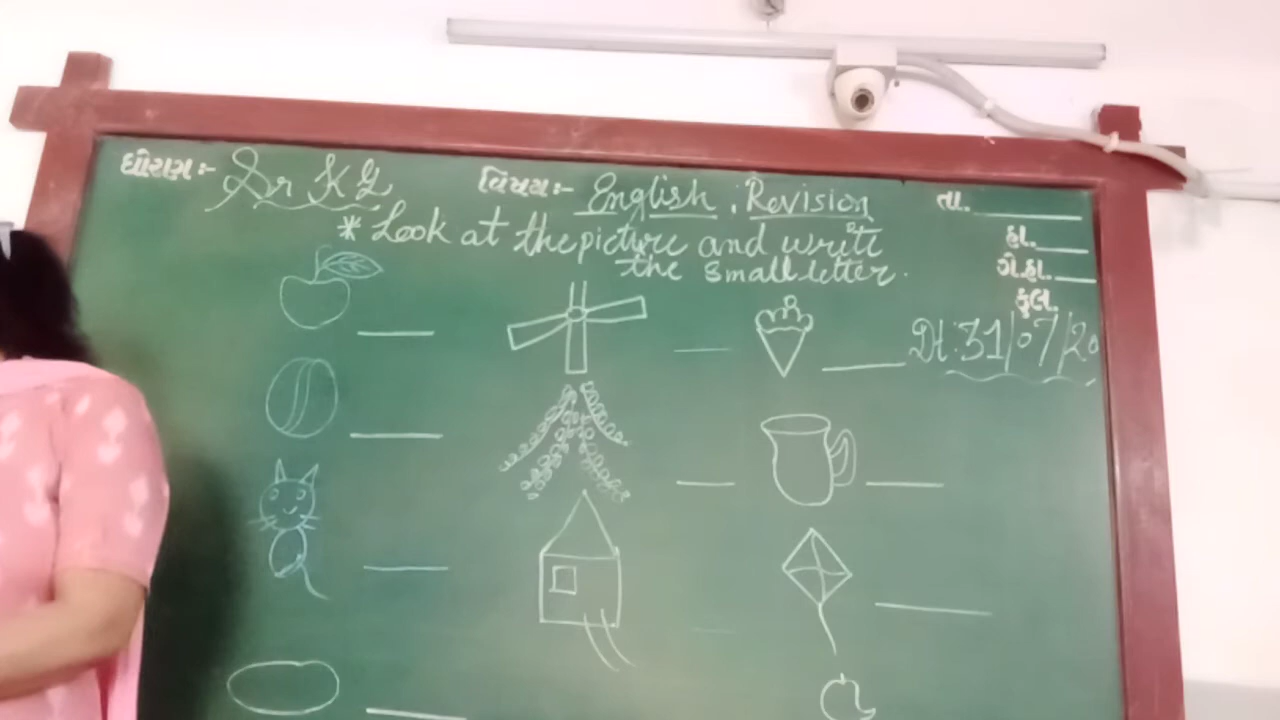 ધોરણ:- Sr KG વિષય:- English : Revision તા.
* Look at the picture and write
the small letter.
હા.
ગે.હા.
કુલ.
Dt:31/07/20